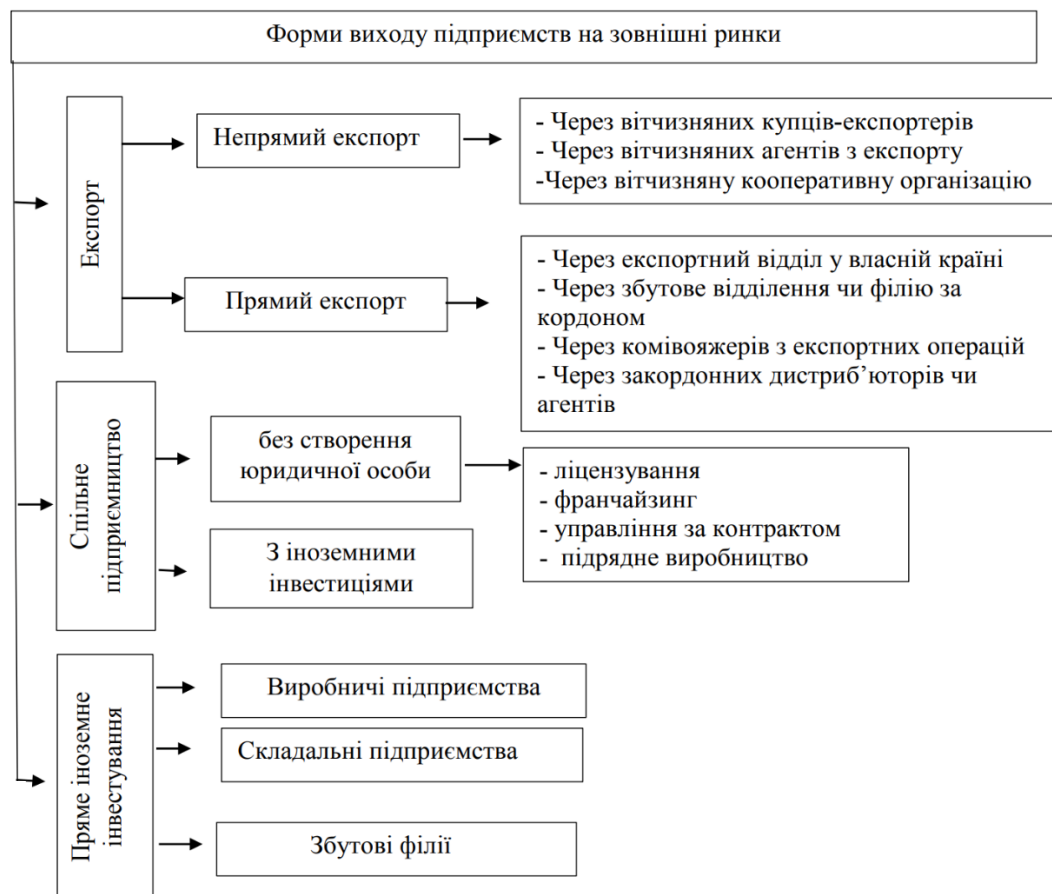 Форми виходу підприємств на зовнішні ринки
Експорт
Непрямий експорт
- Через вітчизняних купців-експортерів
- Через вітчизняних агентів з експорту
-Через вітчизняну кооперативну організацію
Прямий експорт
- Через експортний відділ у власній країні
- Через збутове відділення чи філію за
кордоном
- Через комівояжерів з експортних операцій
- Через закордонних дистриб’юторів чи
агентів
Спільне
підприємництво
без створення
юридичної особи
- ліцензування
- франчайзинг
- управління за контрактом
- підрядне виробництво
З іноземними
інвестиціями
Пряме іноземне
інвестування
Виробничі підприємства
Складальні підприємства
Збутові філії